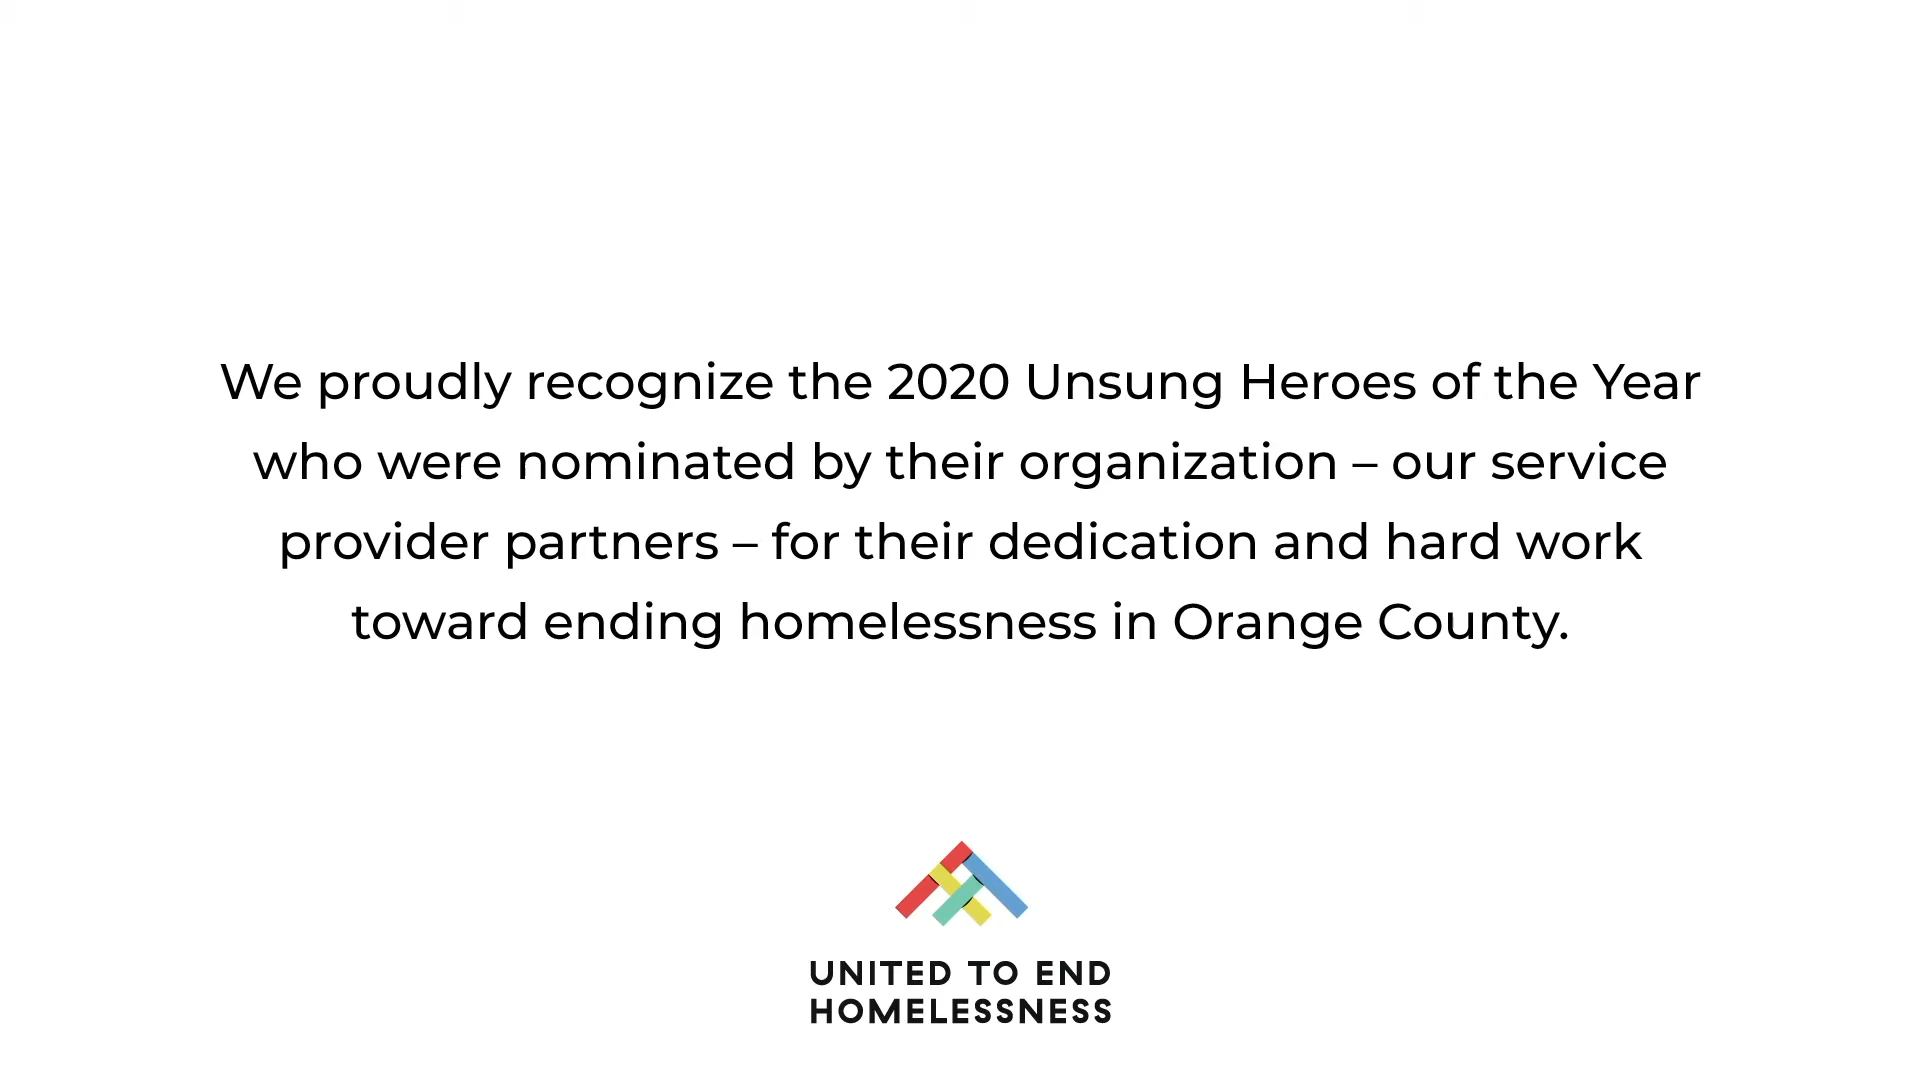 We proudly recognize the 2020 Unsung Heroes of the Year
who were nominated by their organization – our service
provider partners – for their dedication and hard work
toward ending homelessness in Orange County.
UNITED TO END
HOMELESSNESS